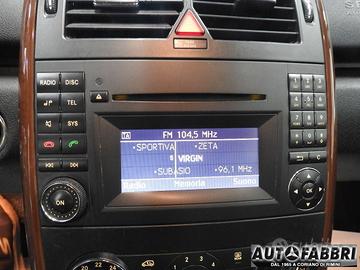 RADIO DISC
TEL
SYS
TA FM 104,5 MHz
SPORTIVA ZETA
5 VIRGIN
SUBASIO 96,1 MHz
Radio Memoria Suono
ON
OK
C
AUTOFABBRI
DAL 1965 A CORIANO DI RIMINI